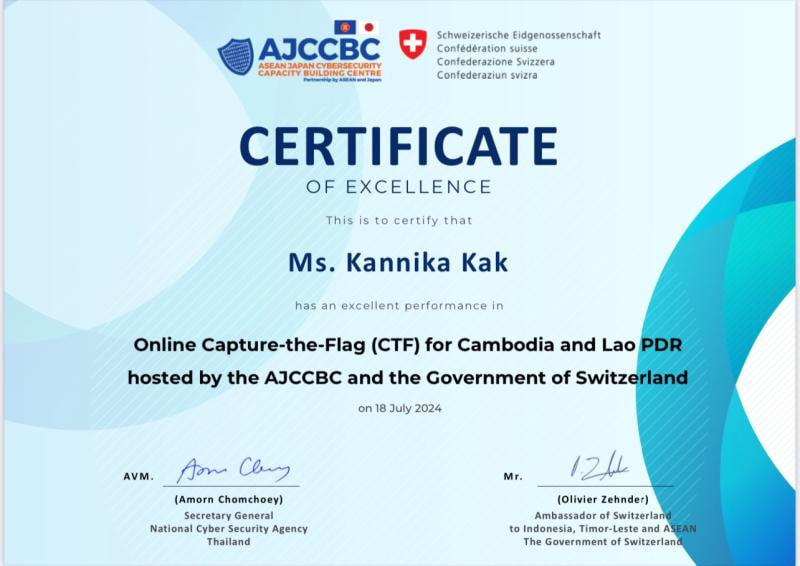 AJCCBC
ASEAN JAPAN CYBERSECURITY
CAPACITY BUILDING CENTRE
Partnership by ASEAN and Japan
Schweizerische Eidgenossenschaft
Confédération suisse
Confederazione Svizzera
Confederaziun svizra
CERTIFICATE
OF EXCELLENCE
This is to certify that
Ms. Kannika Kak
has an excellent performance in
Online Capture-the-Flag (CTF) for Cambodia and Lao PDR
hosted by the AJCCBC and the Government of Switzerland
on 18 July 2024
AVM.
(Amorn Chomchoey)
Secretary General
National Cyber Security Agency
Thailand
Mr.
(Olivier Zehnder)
Ambassador of Switzerland
to Indonesia, Timor-Leste and ASEAN
The Government of Switzerland